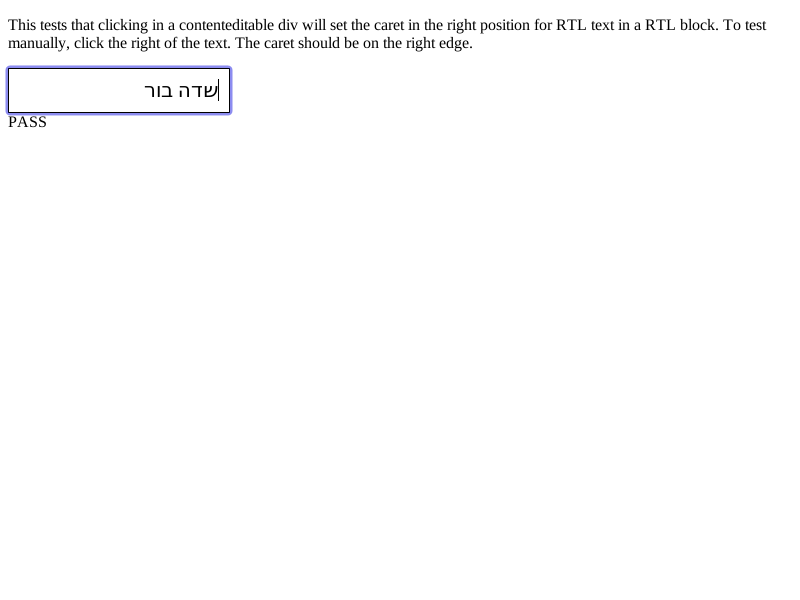 This tests that clicking in a contenteditable div will set the caret in the right position for RTL text in a RTL block. To test
manually, click the right of the text. The caret should be on the right edge.
שדה בור
PASS